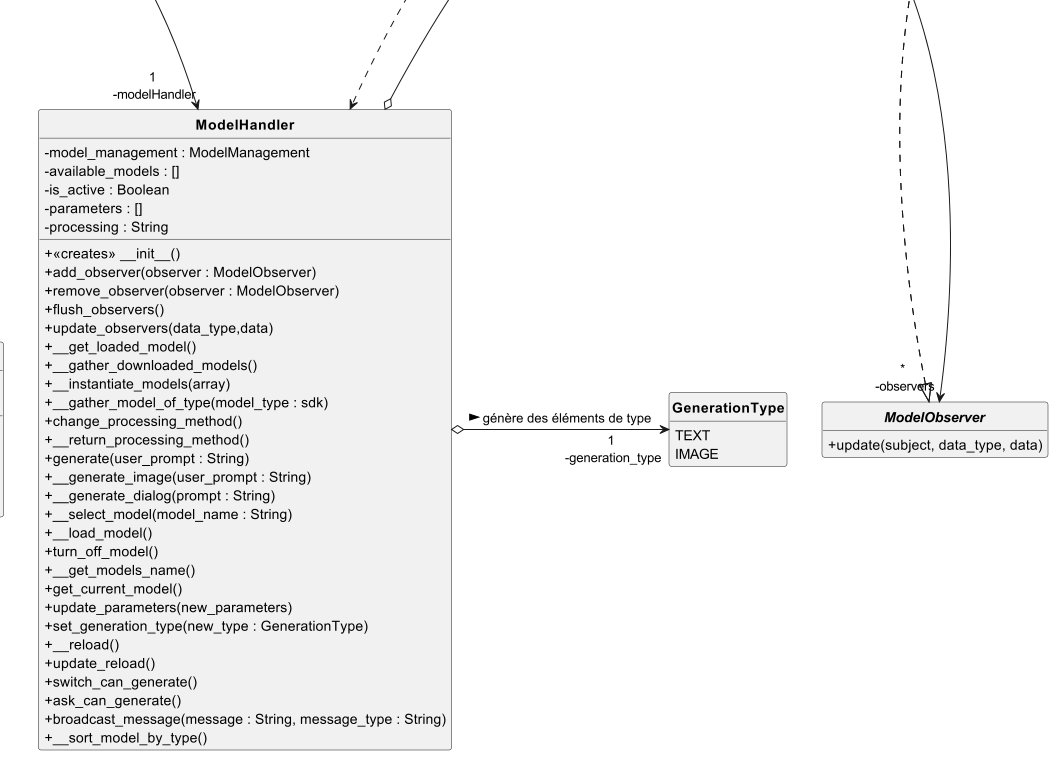 1
-modelHandler
ModelHandler
-model_management : ModelManagement
-available_models : []
-is_active : Boolean
-parameters : []
-processing : String
+«creates» __init__()
+add_observer(observer : ModelObserver)
+remove_observer(observer : ModelObserver)
+flush_observers()
+update_observers(data_type,data)
+__get_loaded_model()
+__gather_downloaded_models()
+__instantiate_models(array)
+__gather_model_of_type(model_type : sdk)
+change_processing_method()
+__return_processing_method()
+generate(user_prompt : String)
+__generate_image(user_prompt : String)
+__generate_dialog(prompt : String)
+__select_model(model_name : String)
+__load_model()
+turn_off_model()
+__get_models_name()
+get_current_model()
+update_parameters(new_parameters)
+set_generation_type(new_type : GenerationType)
+__reload()
+update_reload()
+switch_can_generate()
+ask_can_generate()
+broadcast_message(message : String, message_type : String)
+__sort_model_by_type()
génère des éléments de type
1
-generation_type
GenerationType
TEXT
IMAGE
*
-observers
ModelObserver
+update(subject, data_type, data)